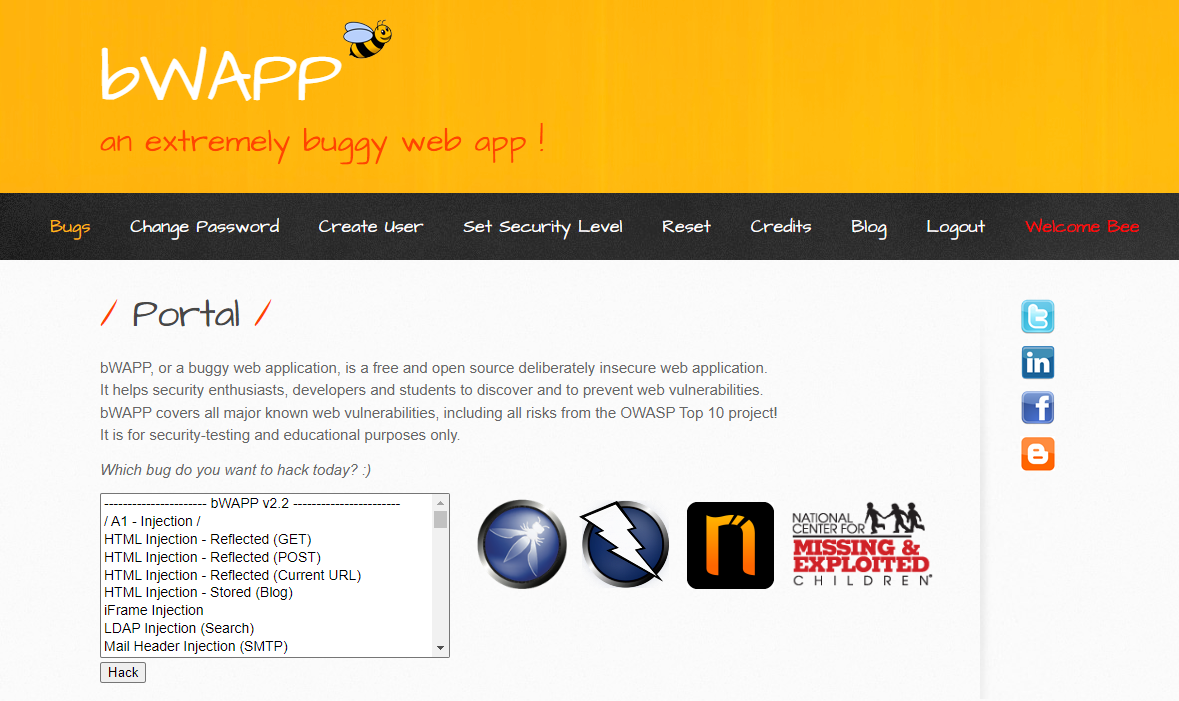 bWAPP
an extremely buggy web app !
Bugs Change Password Create User Set Security Level Reset Credits Blog Logout Welcome Bee
/ Portal /
bWAPP, or a buggy web application, is a free and open source deliberately insecure web application.
It helps security enthusiasts, developers and students to discover and to prevent web vulnerabilities.
bWAPP covers all major known web vulnerabilities, including all risks from the OWASP Top 10 project!
It is for security-testing and educational purposes only.
Which bug do you want to hack today? :)
----------------------- bWAPP v2.2 -----------------------
/ A1 - Injection /
HTML Injection - Reflected (GET)
HTML Injection - Reflected (POST)
HTML Injection - Reflected (Current URL)
HTML Injection - Stored (Blog)
iFrame Injection
LDAP Injection (Search)
Mail Header Injection (SMTP)
Hack
n
NATIONAL
CENTER FOR
MISSING &
EXPLOITED
CHILDREN®
t
in
f
B